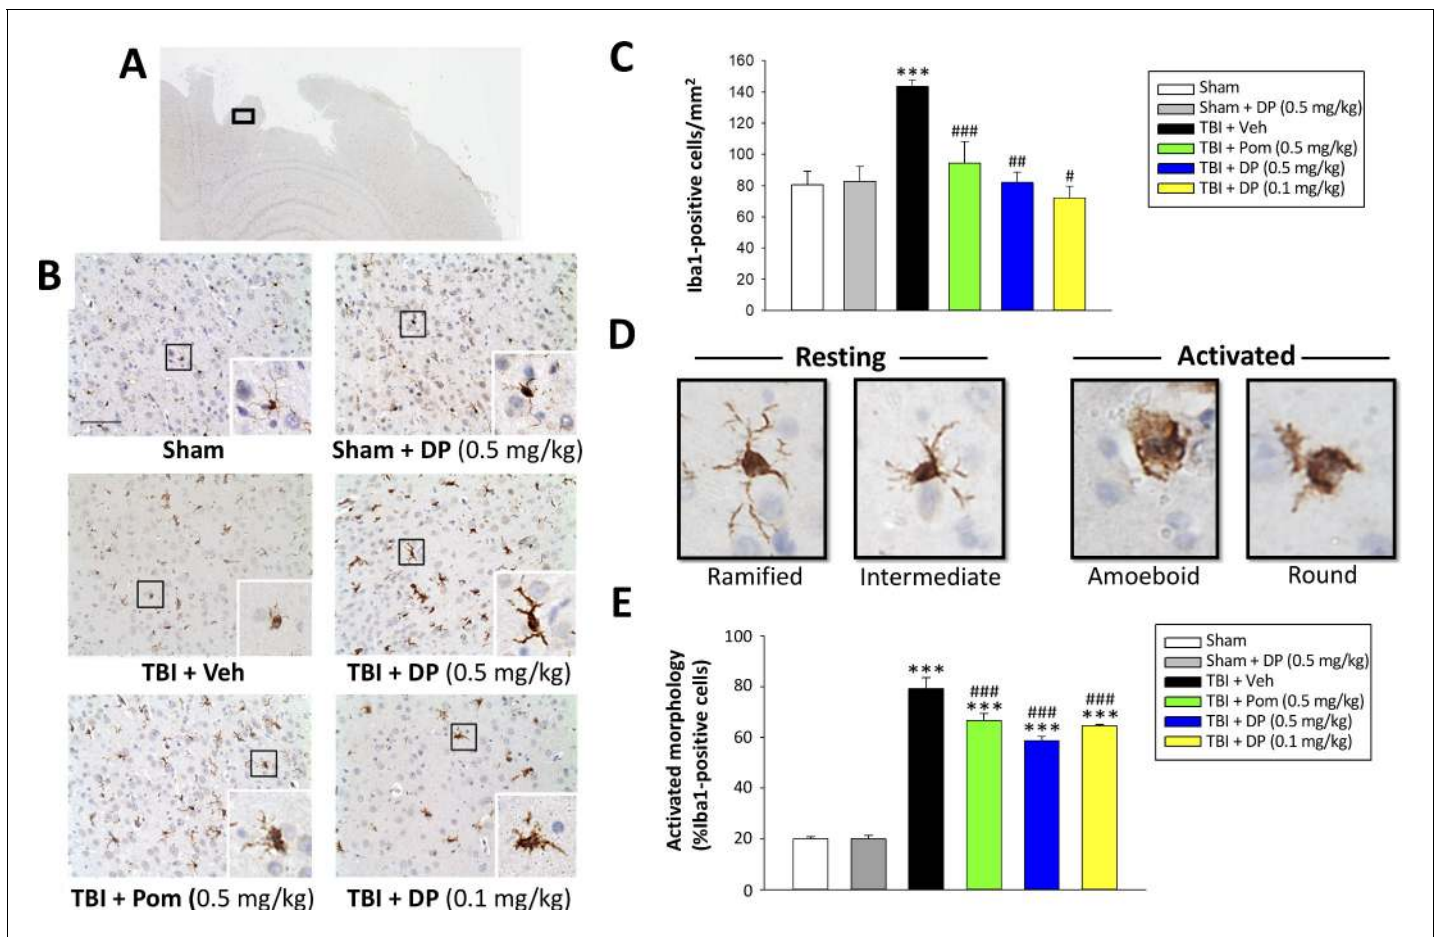 A
B
Sham
Sham + DP (0.5 mg/kg)
TBI + Veh
TBI + DP (0.5 mg/kg)
TBI + Pom (0.5 mg/kg)
TBI + DP (0.1 mg/kg)
C
Iba1-positive cells/mm²
160
140
120
100
80
60
40
20
0
***
###
##
#
Sham
Sham + DP (0.5 mg/kg)
TBI + Veh
TBI + Pom (0.5 mg/kg)
TBI + DP (0.5 mg/kg)
TBI + DP (0.1 mg/kg)
D
Resting
Activated
Ramified
Intermediate
Amoeboid
Round
E
Activated morphology
(%Iba1-positive cells)
100
80
60
40
20
0
***
###
***
###
***
###
***
Sham
Sham + DP (0.5 mg/kg)
TBI + Veh
TBI + Pom (0.5 mg/kg)
TBI + DP (0.5 mg/kg)
TBI + DP (0.1 mg/kg)